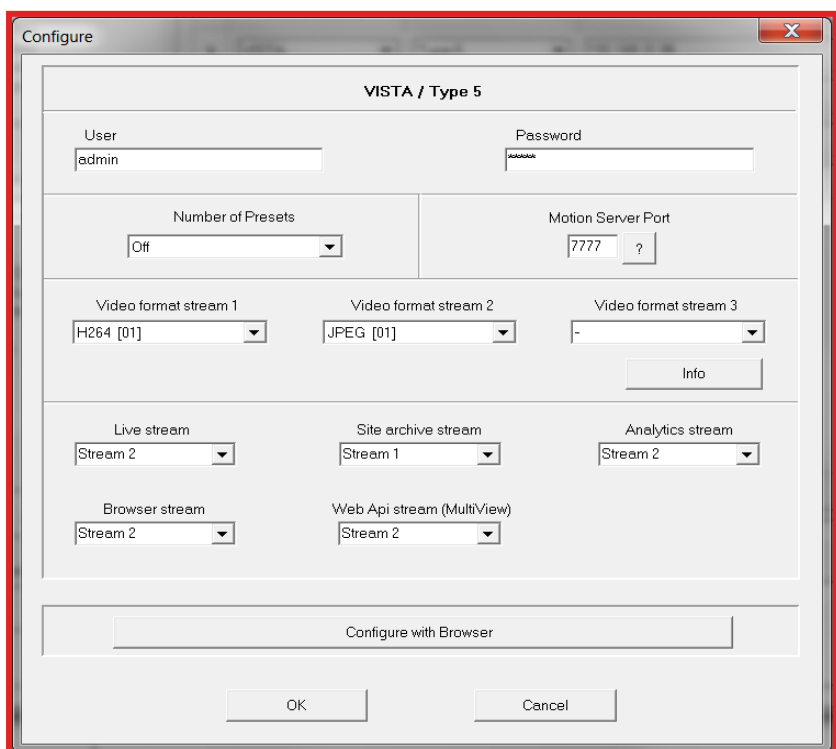 Configure
X
VISTA / Type 5
User
Password
admin
*****
Number of Presets
Motion Server Port
Off
7777
?
Video format stream 1
Video format stream 2
Video format stream 3
H264 [01]
JPEG [01]
-
Info
Live stream
Site archive stream
Analytics stream
Stream 2
Stream 1
Stream 2
Browser stream
Web Api stream (MultiView)
Stream 2
Stream 2
Configure with Browser
OK
Cancel